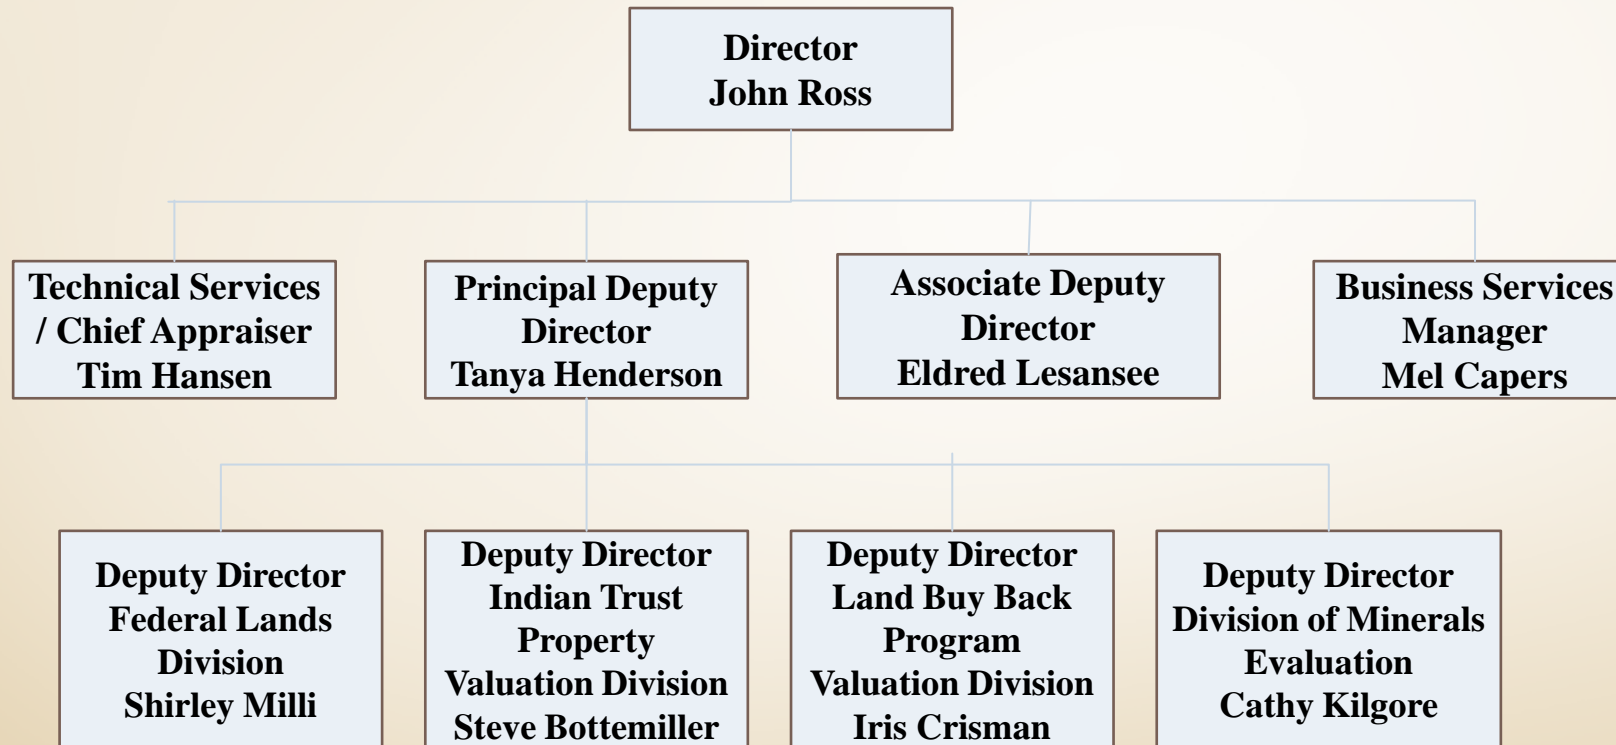 Director
John Ross
Technical Services
/ Chief Appraiser
Tim Hansen
Principal Deputy
Director
Tanya Henderson
Associate Deputy
Director
Eldred Lesansee
Business Services
Manager
Mel Capers
Deputy Director
Federal Lands
Division
Shirley Milli
Deputy Director
Indian Trust
Property
Valuation Division
Steve Bottemiller
Deputy Director
Land Buy Back
Program
Valuation Division
Iris Crisman
Deputy Director
Division of Minerals
Evaluation
Cathy Kilgore